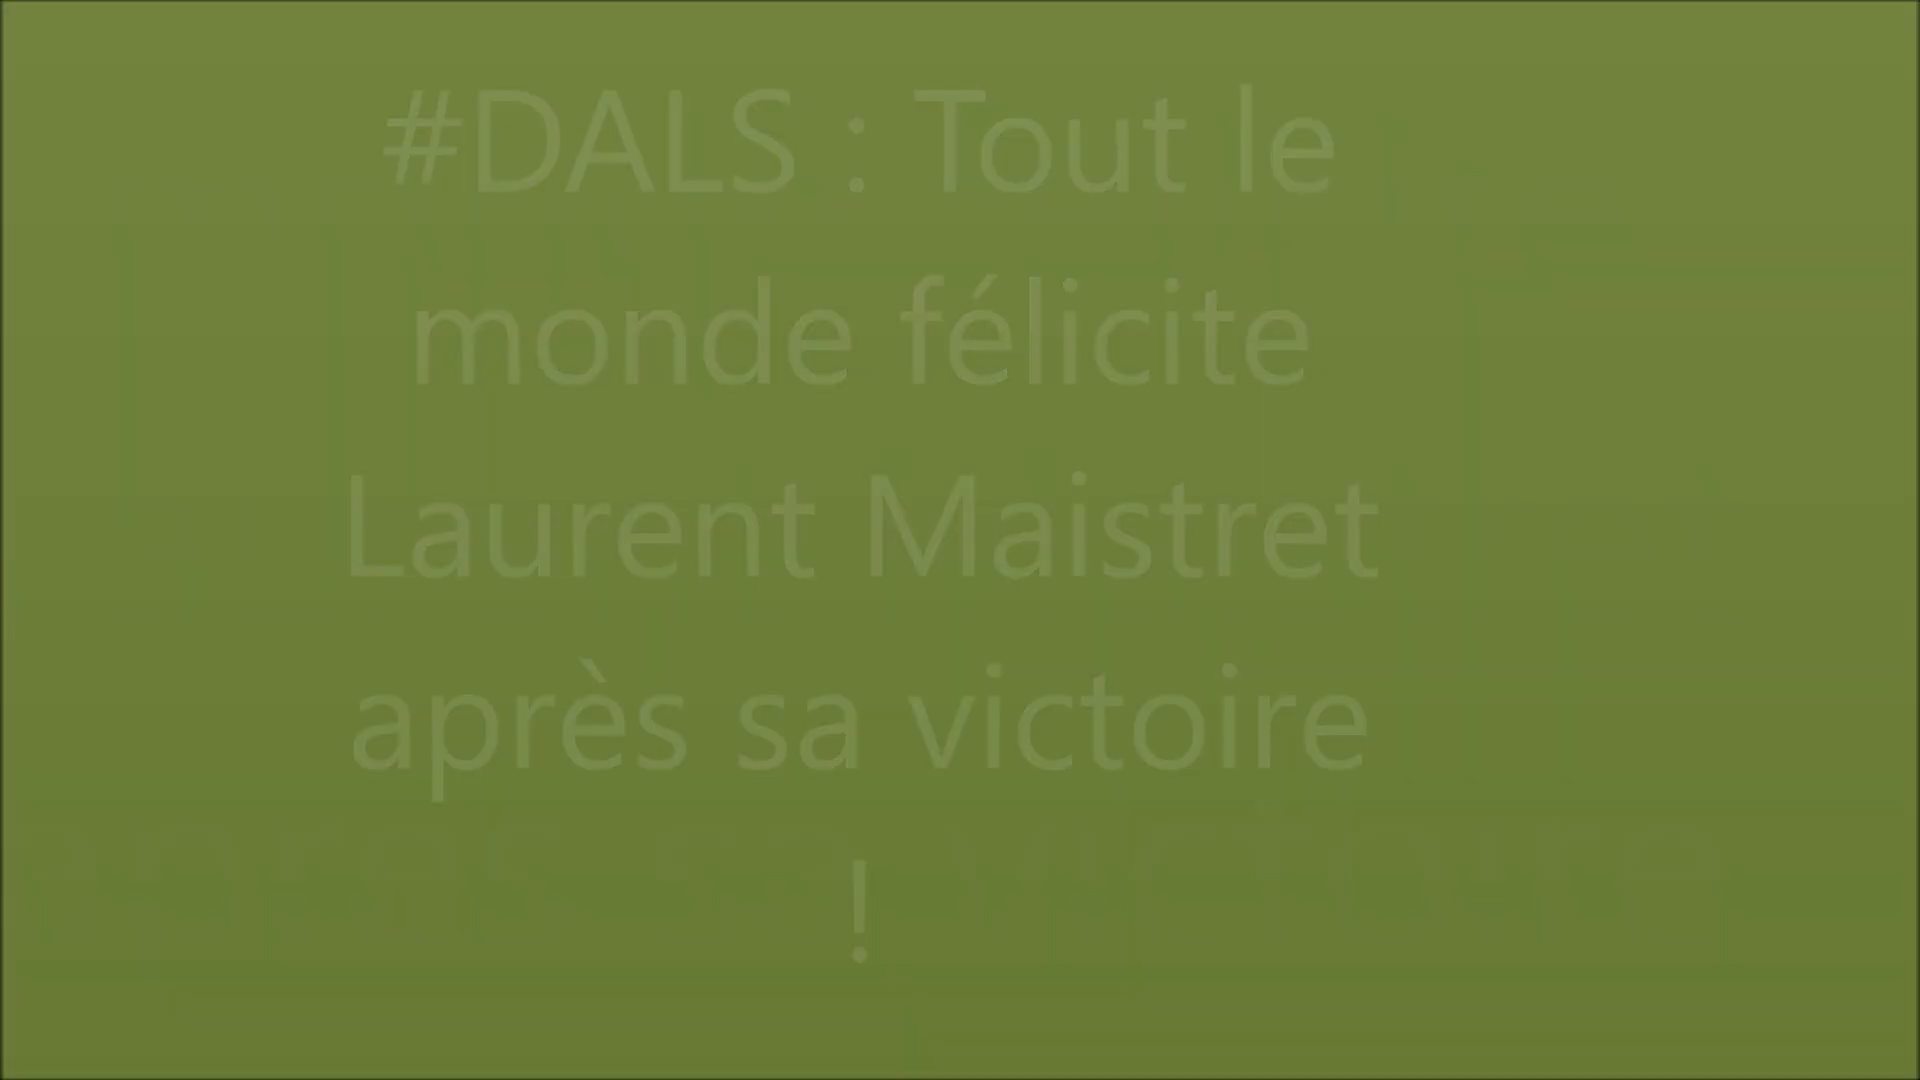 #DALS : Tout le
monde félicite
Laurent Maistret
après sa victoire
!